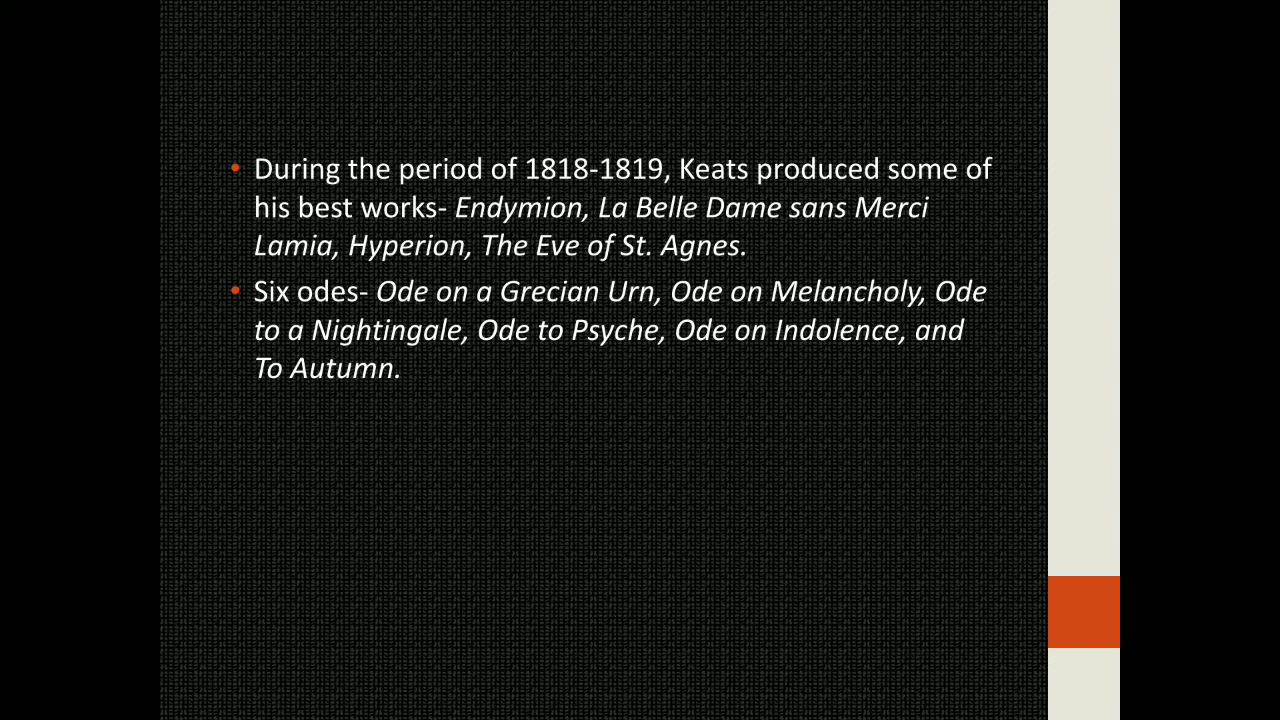 • During the period of 1818-1819, Keats produced some of
his best works- Endymion, La Belle Dame sans Merci
Lamia, Hyperion, The Eve of St. Agnes.
• Six odes- Ode on a Grecian Urn, Ode on Melancholy, Ode
to a Nightingale, Ode to Psyche, Ode on Indolence, and
To Autumn.